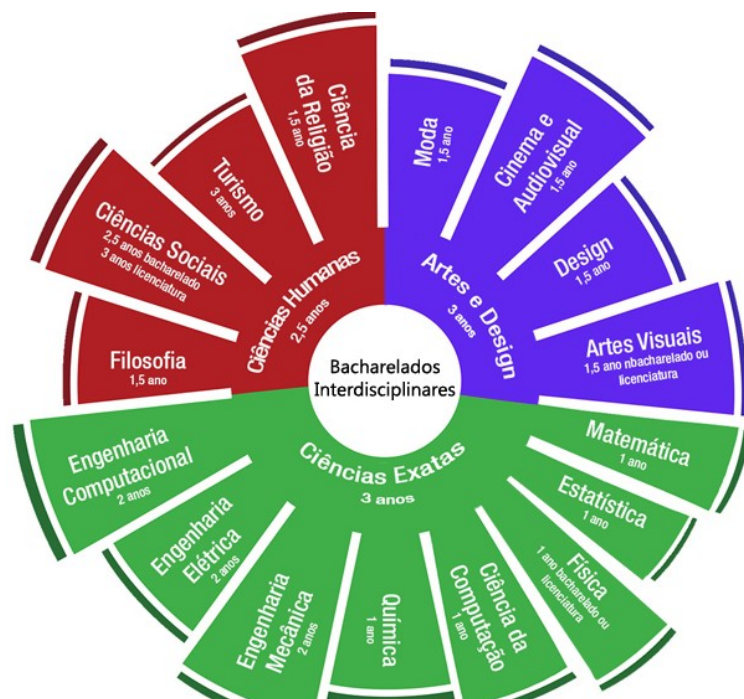 Bacharelados
Interdisciplinares
Ciências Humanas
2,5 anos
Filosofia
1,5 ano
Ciências Sociais
2,5 anos bacharelado
3 anos licenciatura
Turismo
3 anos
Ciência
da Religião
1,5 ano
Artes e Design
3 anos
Moda
1,5 ano
Cinema e
Audiovisual
1,5 ano
Design
1,5 ano
Artes Visuais
1,5 ano nbacharelado ou
licenciatura
Ciências Exatas
3 anos
Matemática
1 ano
Estatística
1 ano
Física
1 ano bacharelado ou
licenciatura
Ciência da
Computação
1 ano
Química
1 ano
Engenharia
Mecânica
2 anos
Engenharia
Elétrica
2 anos
Engenharia
Computacional
2 anos